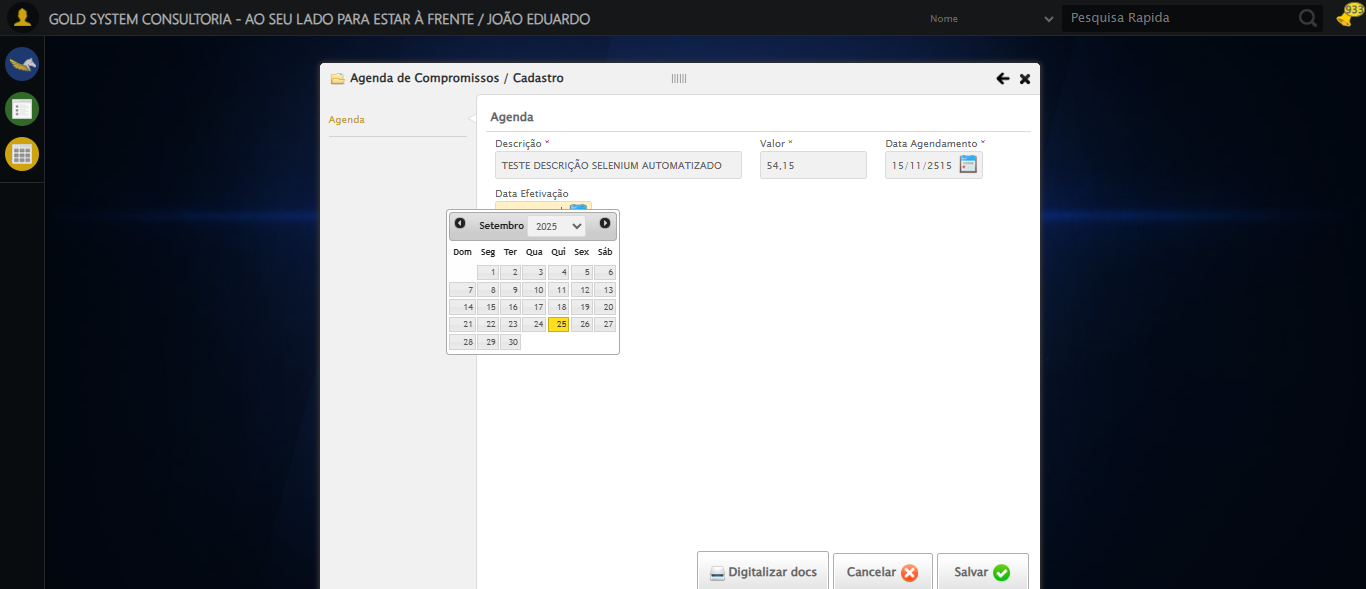 GOLD SYSTEM CONSULTORIA - AO SEU LADO PARA ESTAR À FRENTE / JOÃO EDUARDO
Nome
Pesquisa Rapida
933
Agenda de Compromissos / Cadastro
Agenda
Agenda
Descrição * Valor * Data Agendamento *
TESTE DESCRIÇÃO SELENIUM AUTOMATIZADO 54,15 15/11/2515
Data Efetivação
Setembro 2025
Dom Seg Ter Qua Qui Sex Sáb
1 2 3 4 5 6
7 8 9 10 11 12 13
14 15 16 17 18 19 20
21 22 23 24 25 26 27
28 29 30
Digitalizar docs Cancelar Salvar